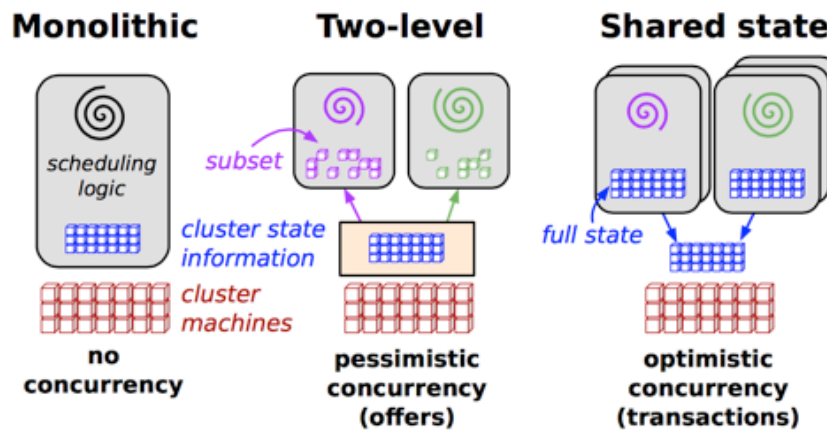 Monolithic
Two-level
Shared state
scheduling
logic
subset
cluster state
information
full state
cluster
machines
no
concurrency
pessimistic
concurrency
(offers)
optimistic
concurrency
(transactions)